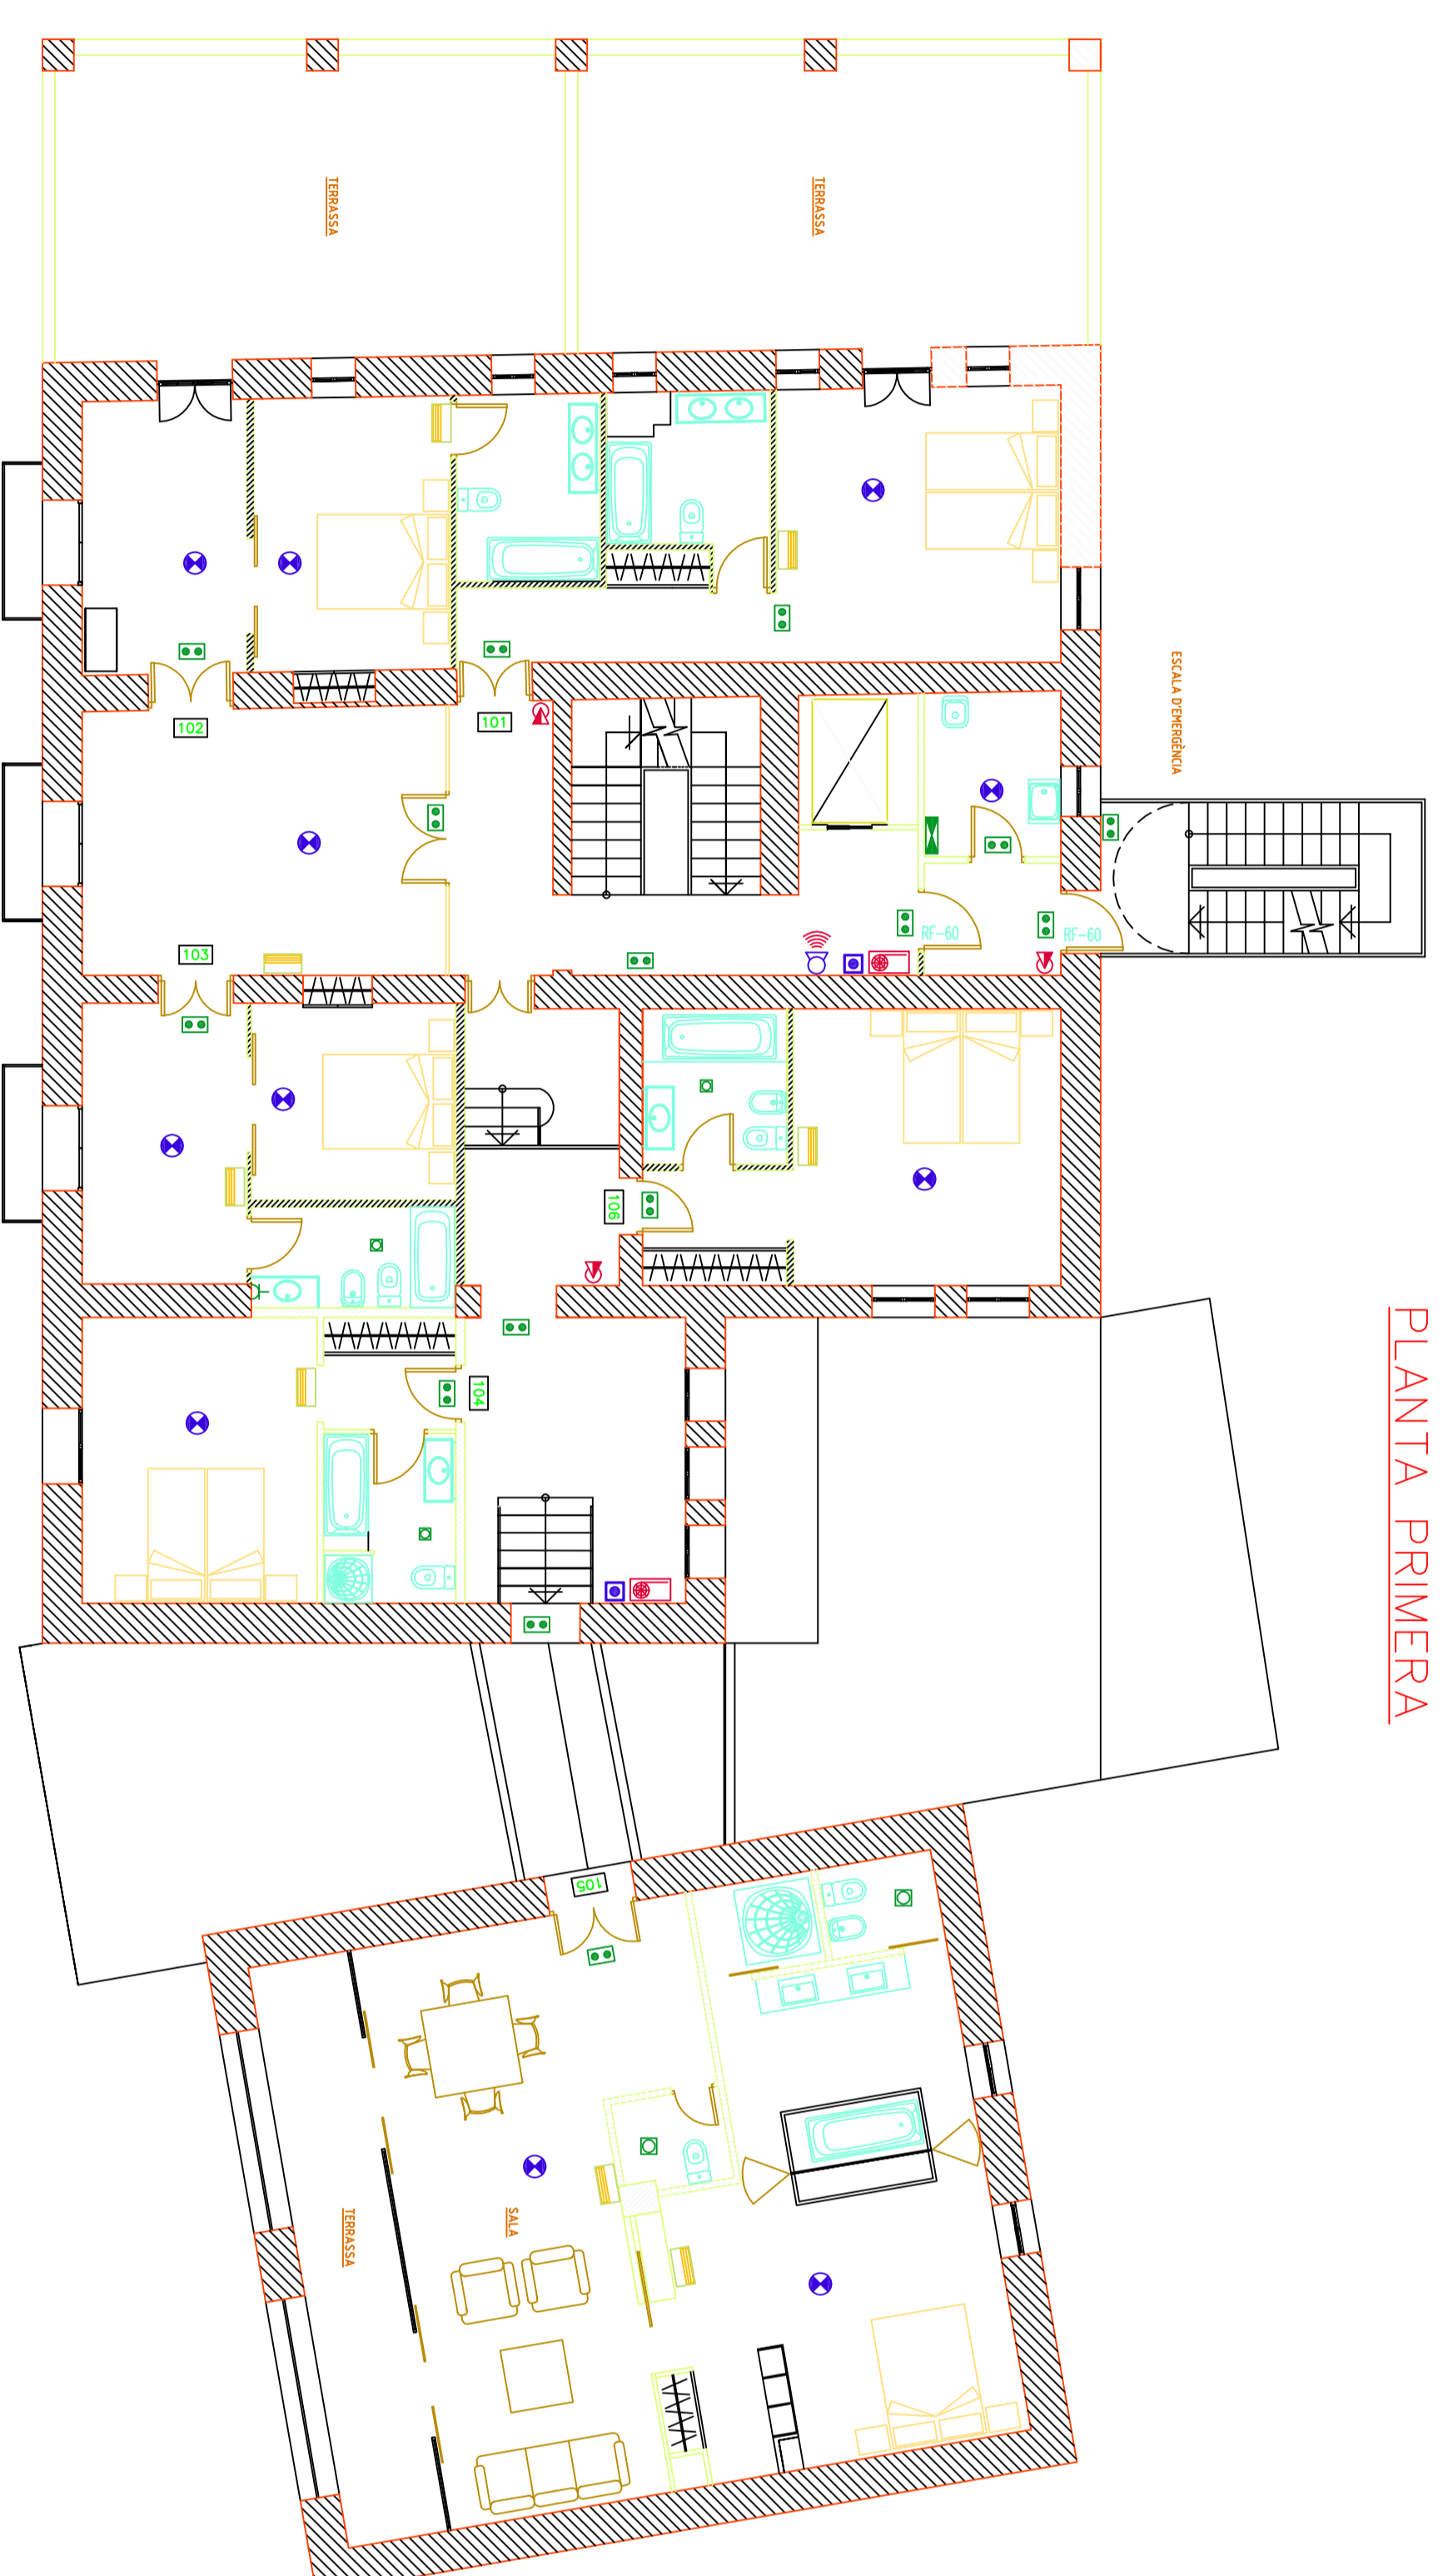 PLANTA PRIMERA
ESCALA D'EMERGÈNCIA
TERRASSA
TERRASSA
RF-60
RF-60
101
102
103
106
104
105
SALA
TERRASSA